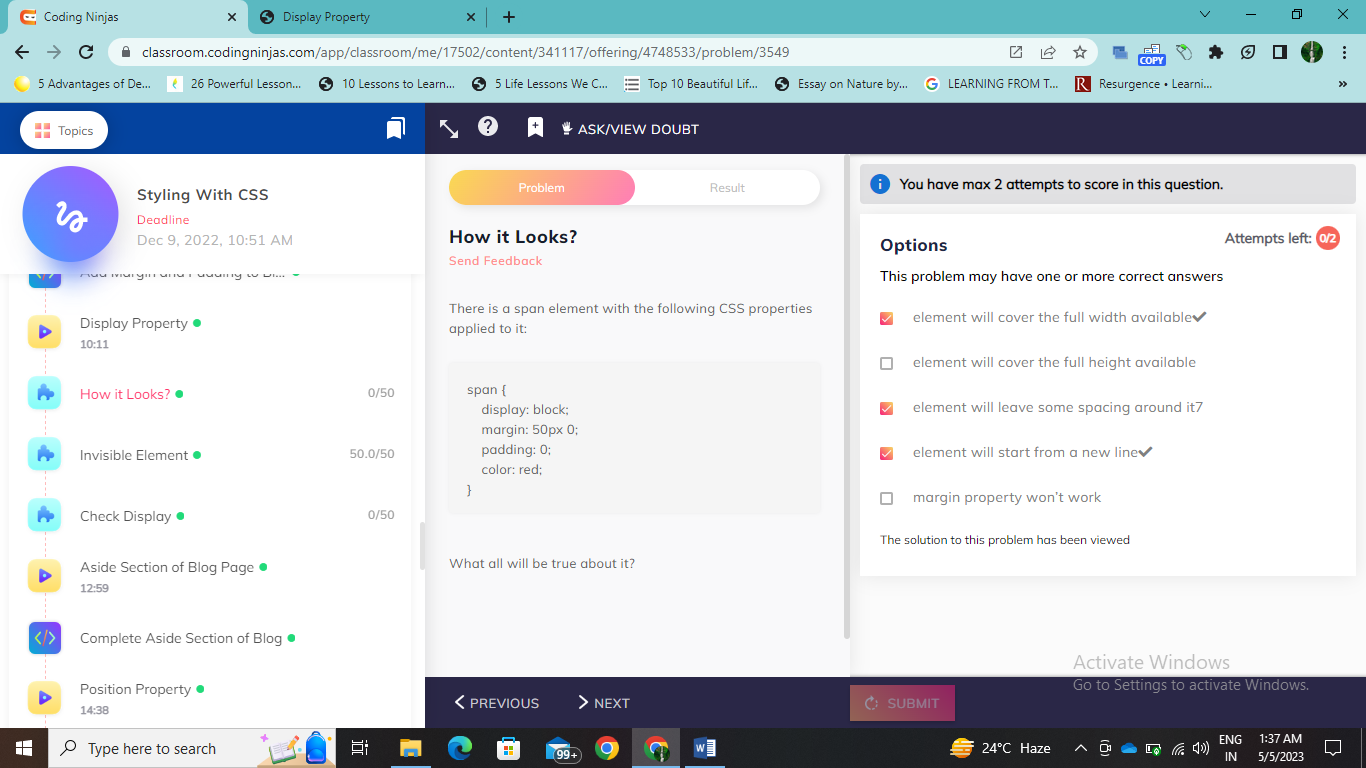 Coding Ninjas
Display Property
classroom.codingninjas.com/app/classroom/me/17502/content/341117/offering/4748533/problem/3549
COPY
5 Advantages of De...
26 Powerful Lesson...
10 Lessons to Learn...
5 Life Lessons We C...
Top 10 Beautiful Lif...
Essay on Nature by...
LEARNING FROM T...
Resurgence • Learni...
»
Topics
ASK/VIEW DOUBT
Styling With CSS
Deadline
Dec 9, 2022, 10:51 AM
Add Margin and Padding to Bl...
Display Property
10:11
How it Looks?
0/50
Invisible Element
50.0/50
Check Display
0/50
Aside Section of Blog Page
12:59
Complete Aside Section of Blog
Position Property
14:38
Problem
Result
How it Looks?
Send Feedback
There is a span element with the following CSS properties
applied to it:
span {
display: block;
margin: 50px 0;
padding: 0;
color: red;
}
What all will be true about it?
PREVIOUS
NEXT
You have max 2 attempts to score in this question.
Options
Attempts left: 0/2
This problem may have one or more correct answers
element will cover the full width available✔
element will cover the full height available
element will leave some spacing around it7
element will start from a new line✔
margin property won't work
The solution to this problem has been viewed
Activate Windows
Go to Settings to activate Windows.
SUBMIT
Type here to search
99+
24°C Haze
ENG
IN
1:37 AM
5/5/2023